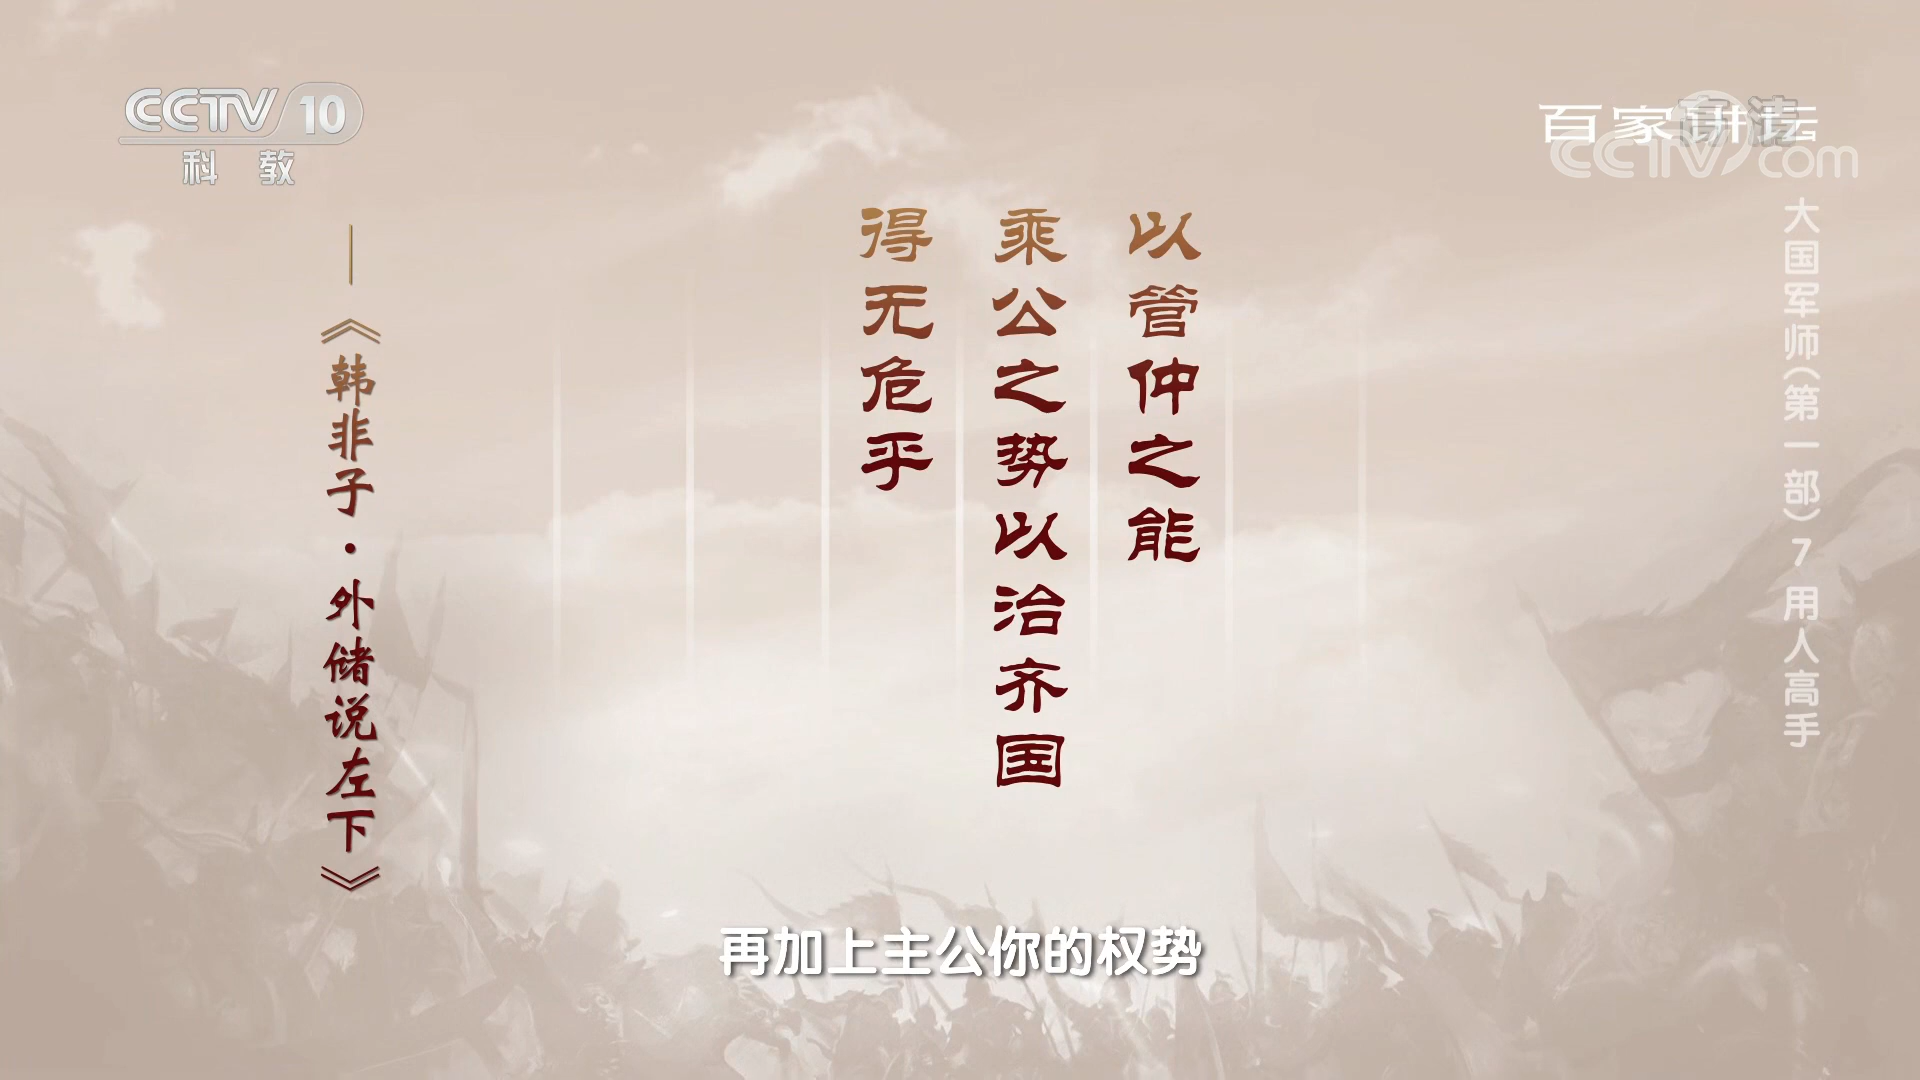 CCTV 10
科 教
百家讲坛
高清
CCTV.com
大国军师（第一部）7 用人高手
以管仲之能
乘公之势以治齐国
得无危乎
——《韩非子·外储说左下》
再加上主公你的权势